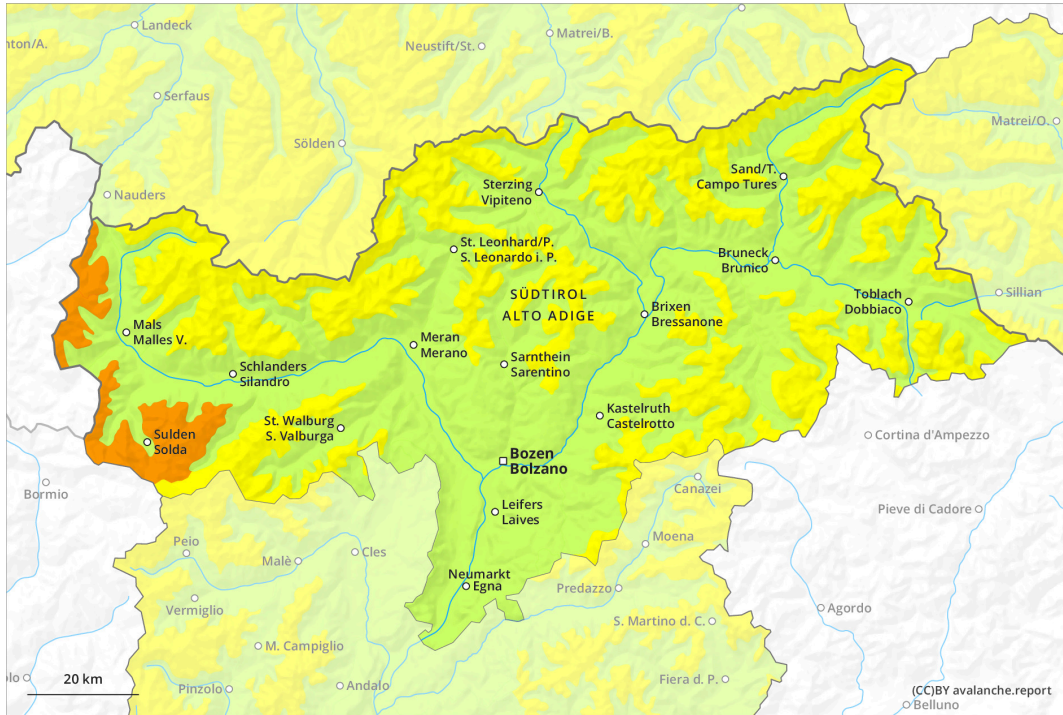 Landeck
Matrei/B.
nton/A.
Neustift/St.
Serfaus
Matrei/O.
Sölden
Sand/T.
Campo Tures
Sterzing
Vipiteno
Nauders
St. Leonhard/P.
S. Leonardo i. P.
Bruneck
Brunico
SÜDTIROL
ALTO ADIGE
Toblach
Dobbiaco
Sillian
Brixen
Bressanone
Mals
Malles V.
Meran
Merano
Sarnthein
Sarentino
Schlanders
Silandro
Kastelruth
Castelrotto
St. Walburg
S. Valburga
Sulden
Solda
Cortina d'Ampezzo
Bozen
Bolzano
Bormio
Canazei
Leifers
Laives
Pieve di Cadore
Peio
Moena
Cles
Malè
Neumarkt
Egna
Predazzo
Vermiglio
Agordo
S. Martino d. C.
M. Campiglio
olo
20 km
Pinzolo
Andalo
Fiera d. P.
(CC)BY avalanche.report
Belluno